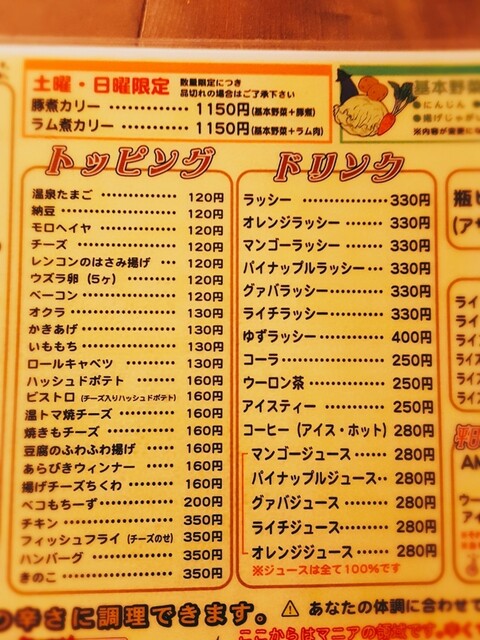 土曜・日曜限定 数量限定につき
品切れの場合はご了承下さい
豚煮カリー ………… 1150円(基本野菜＋豚煮)
ラム煮カリー ………… 1150円(基本野菜＋ラム肉)
基本野菜
●にんじん
●揚げじゃがい
※内容が変更にな
トッピング
温泉たまご ………… 120円
納豆 ………… 120円
モロヘイヤ ………… 120円
チーズ ………… 120円
レンコンのはさみ揚げ … 120円
ウズラ卵 (5ヶ) ………… 120円
ベーコン ………… 120円
オクラ ………… 130円
かきあげ ………… 130円
いももち ………… 130円
ロールキャベツ ………… 130円
ハッシュドポテト ………… 160円
ビストロ (チーズ入りハッシュドポテト) 160円
温トマ焼チーズ ………… 160円
焼きもチーズ ………… 160円
豆腐のふわふわ揚げ …… 160円
あらびきウィンナー …… 160円
揚げチーズちくわ ……… 160円
ベコもちーず ………… 200円
チキン ………… 350円
フィッシュフライ (チーズのせ) 350円
ハンバーグ ………… 350円
きのこ ………… 350円
ドリンク
ラッシー ………… 330円
オレンジラッシー ……… 330円
マンゴーラッシー ……… 330円
パイナップルラッシー … 330円
グァバラッシー ………… 330円
ライチラッシー ………… 330円
ゆずラッシー ………… 400円
コーラ ………… 250円
ウーロン茶 ………… 250円
アイスティー ………… 250円
コーヒー (アイス・ホット) 280円
マンゴージュース …… 280円
パイナップルジュース … 280円
グァバジュース ……… 280円
ライチジュース ……… 280円
オレンジジュース …… 280円
※ジュースは全て100%です
瓶ビ
(アサ
ライ
ライ
ライ
ライス
ライス
ライス
AM
ウー
アイ
の辛さに調理できます。 ⚠ あなたの体調に合わせて